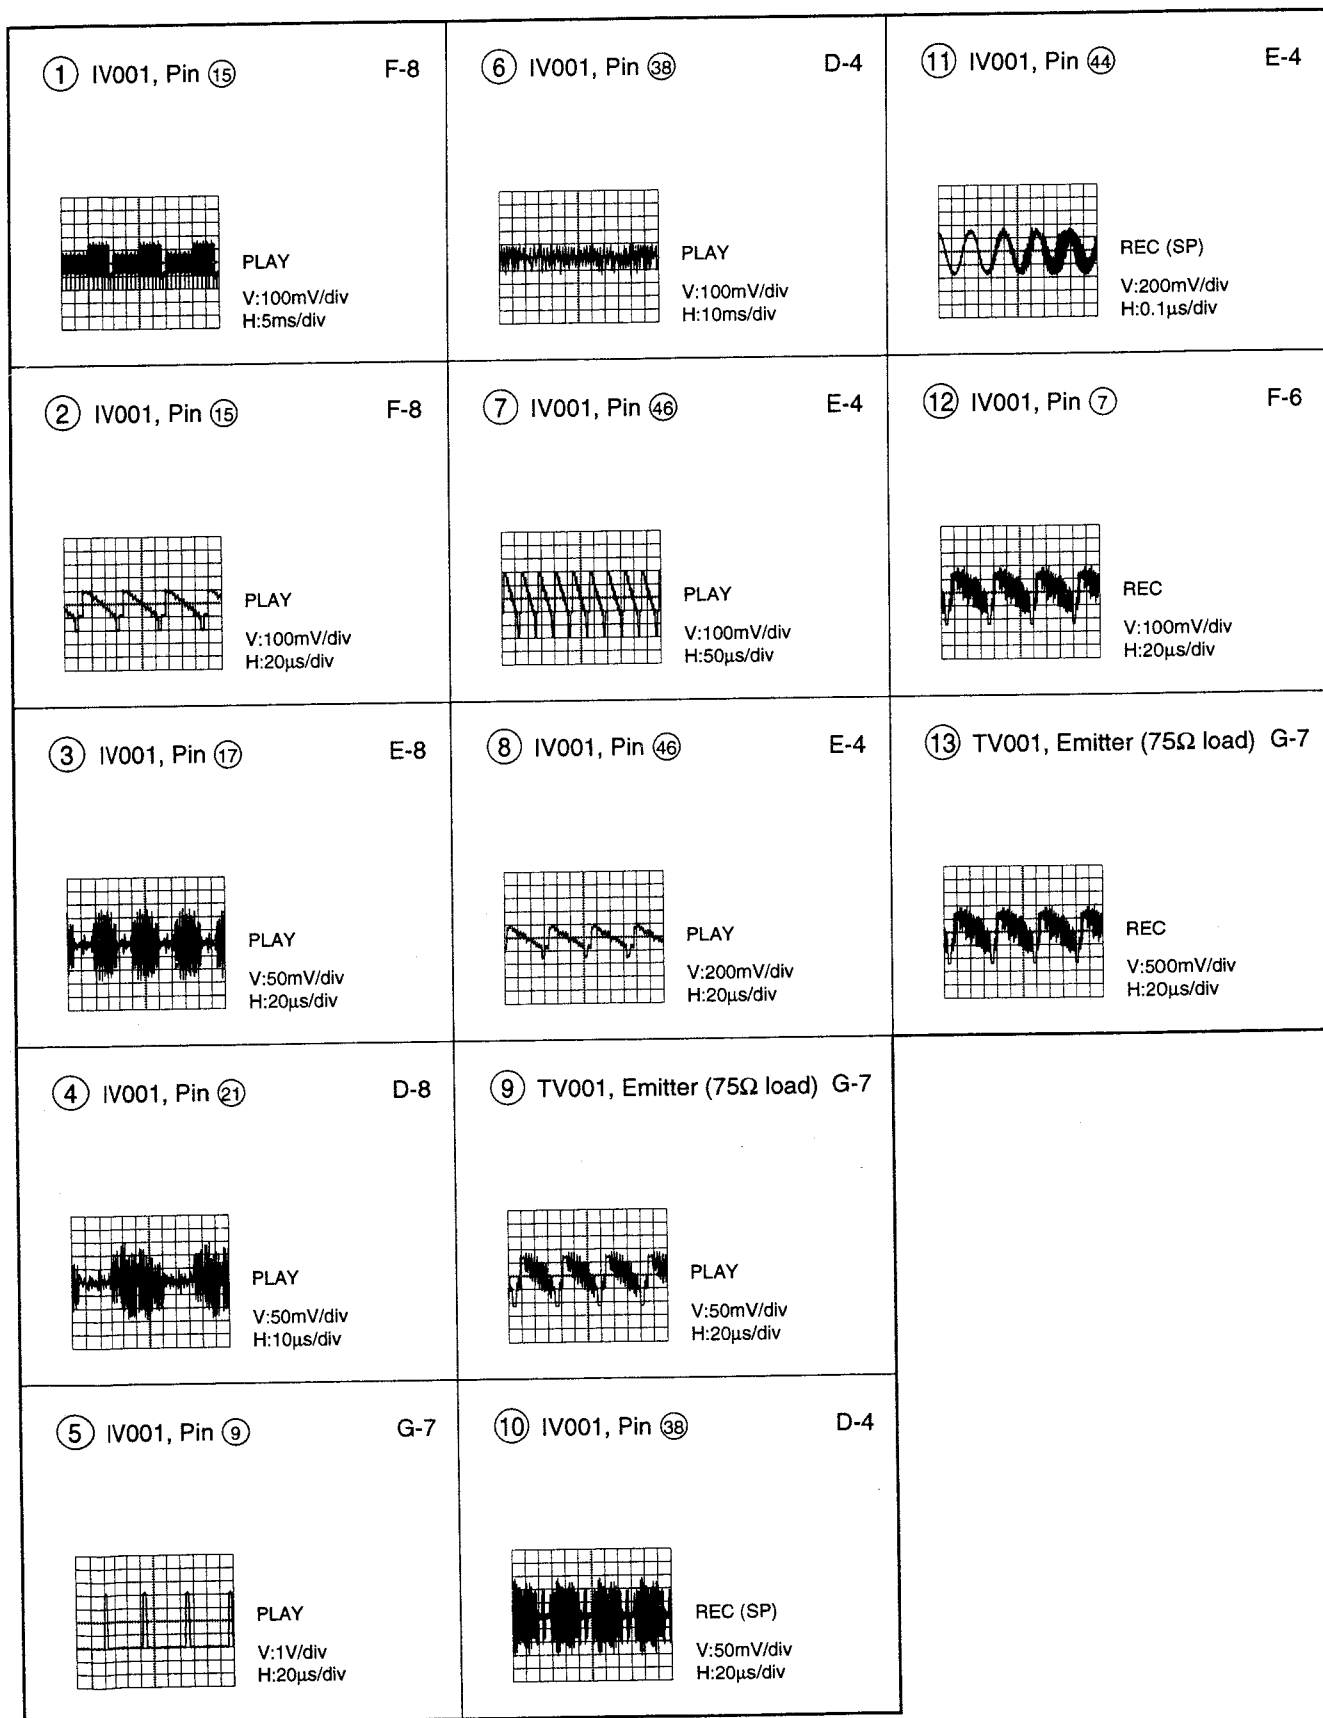 ① IV001, Pin ⑮ F-8
PLAY
V:100mV/div
H:5ms/div
② IV001, Pin ⑮ F-8
PLAY
V:100mV/div
H:20µs/div
③ IV001, Pin ⑰ E-8
PLAY
V:50mV/div
H:20µs/div
④ IV001, Pin ㉑ D-8
PLAY
V:50mV/div
H:10µs/div
⑤ IV001, Pin ⑨ G-7
PLAY
V:1V/div
H:20µs/div
⑥ IV001, Pin ㊳ D-4
PLAY
V:100mV/div
H:10ms/div
⑦ IV001, Pin ㊻ E-4
PLAY
V:100mV/div
H:50µs/div
⑧ IV001, Pin ㊻ E-4
PLAY
V:200mV/div
H:20µs/div
⑨ TV001, Emitter (75Ω load) G-7
PLAY
V:50mV/div
H:20µs/div
⑩ IV001, Pin ㊳ D-4
REC (SP)
V:50mV/div
H:20µs/div
⑪ IV001, Pin ㊹ E-4
REC (SP)
V:200mV/div
H:0.1µs/div
⑫ IV001, Pin ⑦ F-6
REC
V:100mV/div
H:20µs/div
⑬ TV001, Emitter (75Ω load) G-7
REC
V:500mV/div
H:20µs/div